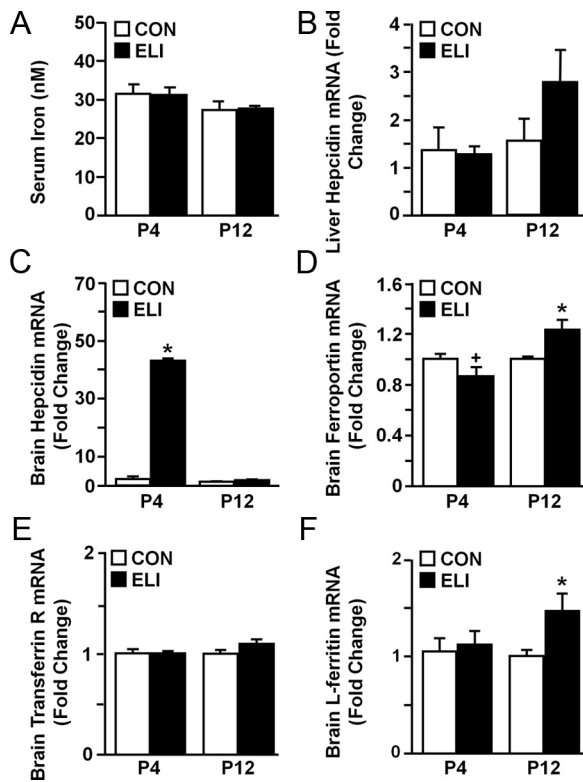 A
CON
ELI
Serum Iron (nM)
50
40
30
20
10
0
P4
P12
B
CON
ELI
Liver Hepcidin mRNA (Fold
Change)
4
3
2
1
0
P4
P12
C
CON
ELI
Brain Hepcidin mRNA
(Fold Change)
70
50
30
10
0
*
P4
P12
D
CON
ELI
Brain Ferroportin mRNA
(Fold Change)
1.6
1.2
0.8
0.4
0
+
*
P4
P12
E
CON
ELI
Brain Transferrin R mRNA
(Fold Change)
2
1
0
P4
P12
F
CON
ELI
Brain L-ferritin mRNA
(Fold Change)
2
1
0
*
P4
P12